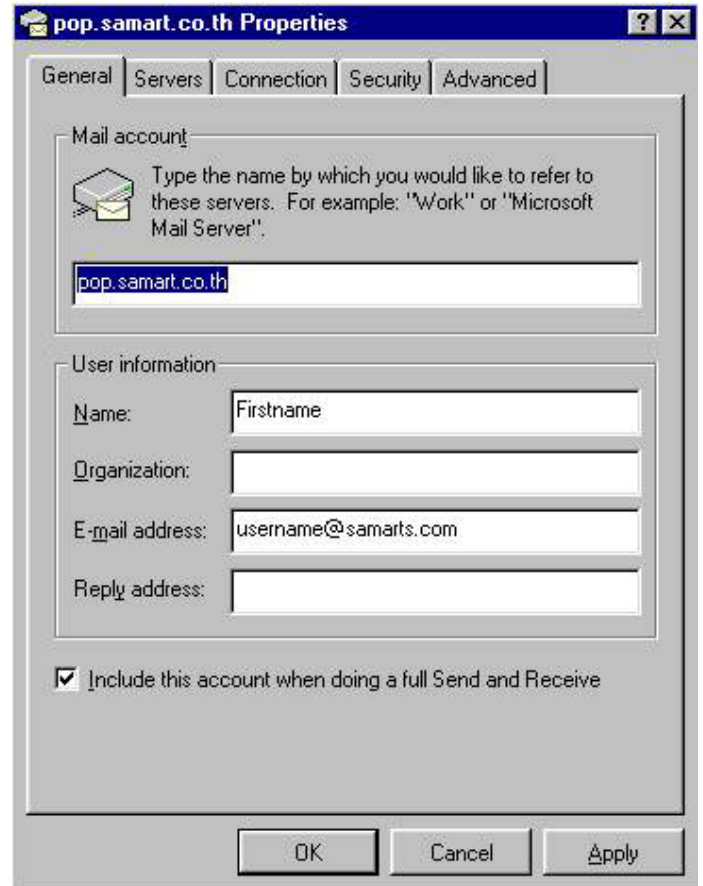 pop.samart.co.th Properties
General Servers Connection Security Advanced
Mail account
Type the name by which you would like to refer to
these servers. For example: "Work" or "Microsoft
Mail Server".
pop.samart.co.th
User information
Name: Firstname
Organization:
E-mail address: username@samarts.com
Reply address:
Include this account when doing a full Send and Receive
OK Cancel Apply